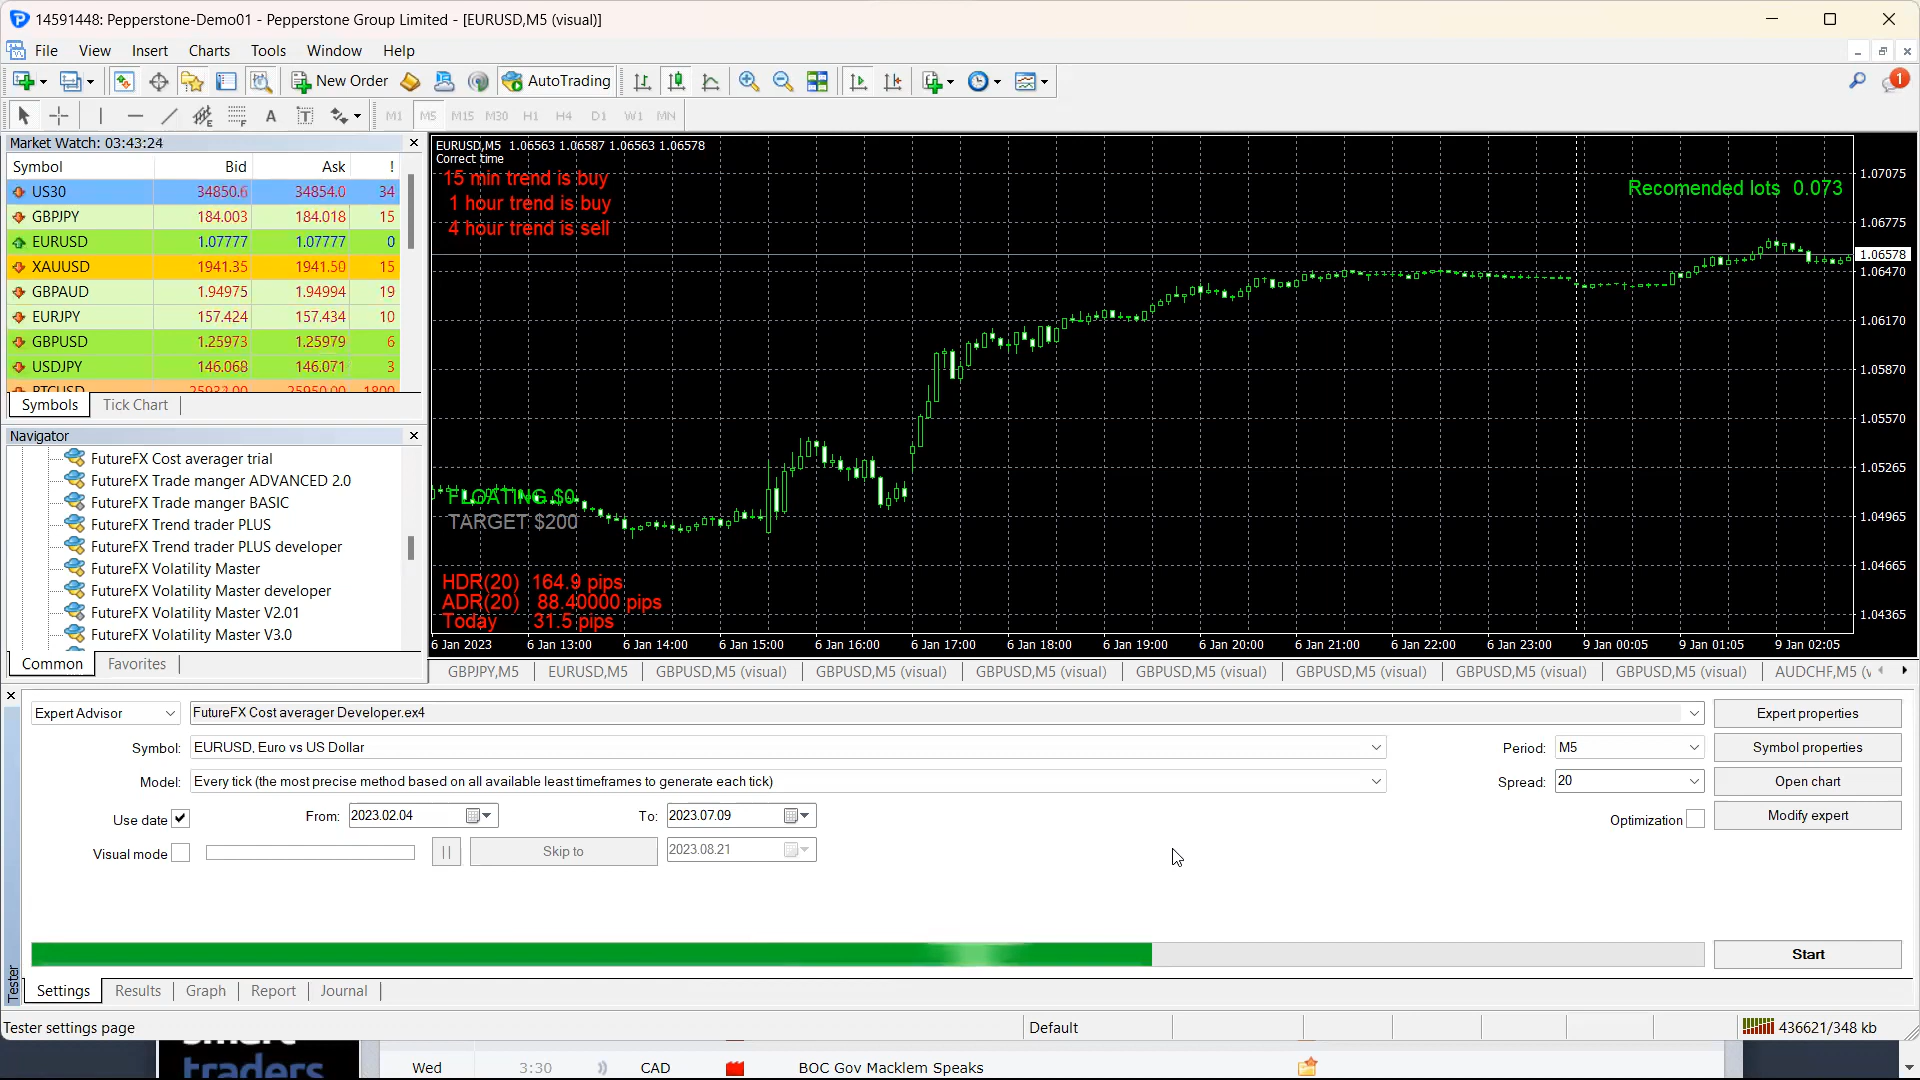 14591448: Pepperstone-Demo01 - Pepperstone Group Limited - [EURUSD,M5 (visual)]
File View Insert Charts Tools Window Help
New Order AutoTrading 1
A T M1 M5 M15 M30 H1 H4 D1 W1 MN
Market Watch: 03:43:24
Symbol Bid Ask !
US30 34850.6 34854.0 34
GBPJPY 184.003 184.018 15
EURUSD 1.07777 1.07777 0
XAUUSD 1941.35 1941.50 15
GBPAUD 1.94975 1.94994 19
EURJPY 157.424 157.434 10
GBPUSD 1.25973 1.25979 6
USDJPY 146.068 146.071 3
BTCUSD 25932.00 25950.00 1800
Symbols Tick Chart
Navigator
FutureFX Cost averager trial
FutureFX Trade manger ADVANCED 2.0
FutureFX Trade manger BASIC
FutureFX Trend trader PLUS
FutureFX Trend trader PLUS developer
FutureFX Volatility Master
FutureFX Volatility Master developer
FutureFX Volatility Master V2.01
FutureFX Volatility Master V3.0
Common Favorites
EURUSD,M5 1.06563 1.06587 1.06563 1.06578
Correct time
15 min trend is buy
1 hour trend is buy
4 hour trend is sell
Recomended lots 0.073
FLOATING $0
TARGET $200
HDR(20) 164.9 pips
ADR(20) 88.40000 pips
Today 31.5 pips
1.07075
1.06775
1.06578
1.06470
1.06170
1.05870
1.05570
1.05265
1.04965
1.04665
1.04365
6 Jan 2023 6 Jan 13:00 6 Jan 14:00 6 Jan 15:00 6 Jan 16:00 6 Jan 17:00 6 Jan 18:00 6 Jan 19:00 6 Jan 20:00 6 Jan 21:00 6 Jan 22:00 6 Jan 23:00 9 Jan 00:05 9 Jan 01:05 9 Jan 02:05
GBPJPY,M5 EURUSD,M5 GBPUSD,M5 (visual) GBPUSD,M5 (visual) GBPUSD,M5 (visual) GBPUSD,M5 (visual) GBPUSD,M5 (visual) GBPUSD,M5 (visual) GBPUSD,M5 (visual) AUDCHF,M5 (v
Expert Advisor FutureFX Cost averager Developer.ex4 Expert properties
Symbol: EURUSD, Euro vs US Dollar Period: M5 Symbol properties
Model: Every tick (the most precise method based on all available least timeframes to generate each tick) Spread: 20 Open chart
Use date From: 2023.02.04 To: 2023.07.09 Optimization Modify expert
Visual mode Skip to 2023.08.21
Start
Tester
Settings Results Graph Report Journal
Tester settings page Default 436621/348 kb
smart
traders
Wed 3:30 CAD BOC Gov Macklem Speaks